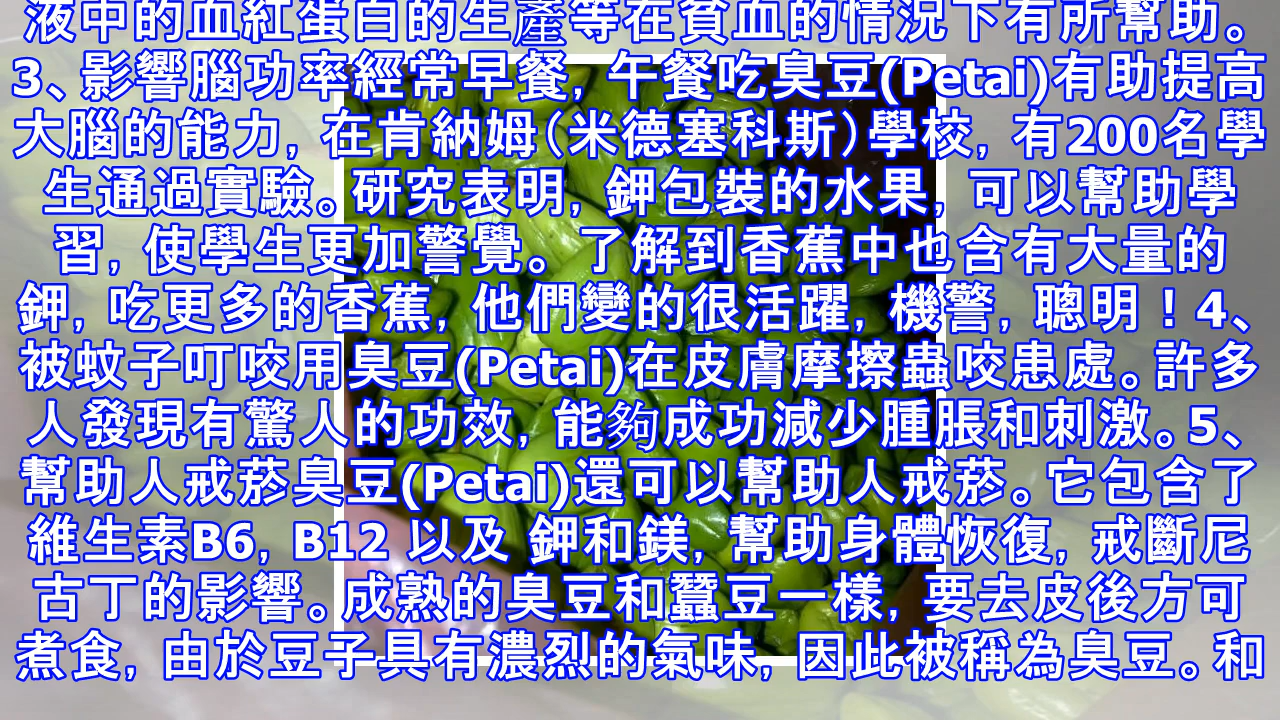 液中的血紅蛋白的生產等在貧血的情況下有所幫助。
3、影響腦功率經常早餐, 午餐吃臭豆(Petai)有助提高
大腦的能力, 在肯納姆(米德塞科斯)學校, 有200名學
生通過實驗。研究表明, 鉀包裝的水果, 可以幫助學
習, 使學生更加警覺。了解到香蕉中也含有大量的
鉀, 吃更多的香蕉, 他們變的很活躍, 機警, 聰明！4、
被蚊子叮咬用臭豆(Petai)在皮膚摩擦蟲咬患處。許多
人發現有驚人的功效, 能夠成功減少腫脹和刺激。5、
幫助人戒菸臭豆(Petai)還可以幫助人戒菸。它包含了
維生素B6, B12 以及 鉀和鎂, 幫助身體恢復, 戒斷尼
古丁的影響。成熟的臭豆和蠶豆一樣, 要去皮後方可
煮食, 由於豆子具有濃烈的氣味, 因此被稱為臭豆。和